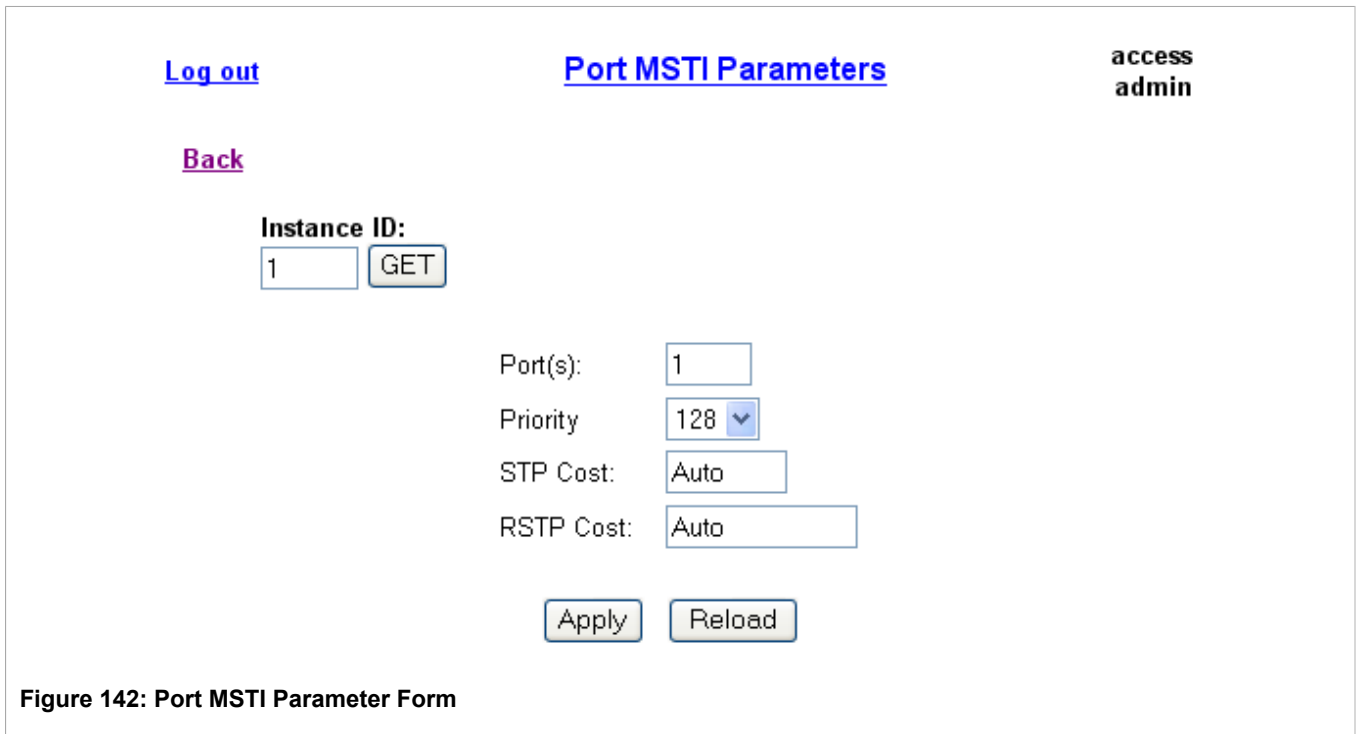 Log out
Port MSTI Parameters
access
admin
Back
Instance ID:
1 GET
Port(s): 1
Priority 128
STP Cost: Auto
RSTP Cost: Auto
Apply Reload
Figure 142: Port MSTI Parameter Form